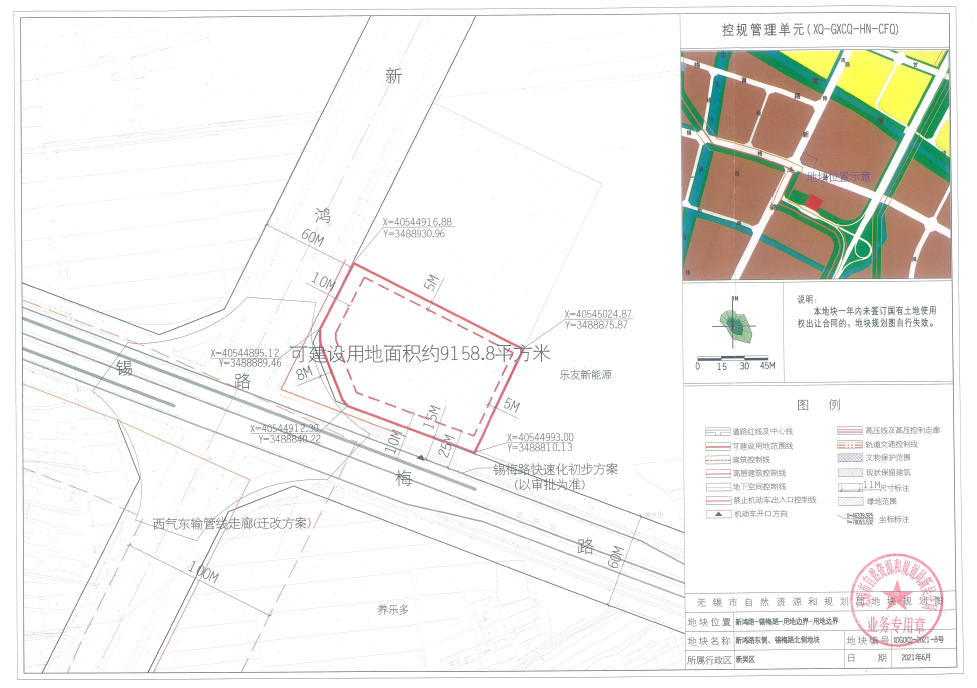 控规管理单元(XQ-GXCQ-HN-CFQ)
新
鸿
60M
10M
X=40544916.88
Y=3488930.96
5M
X=40545024.87
Y=3488875.87
X=40544895.12
Y=3488889.46
可建设用地面积约9158.8平方米
8M
乐友新能源
5M
锡
路
15M
10M
25M
X=40544912.30
Y=3488840.22
X=40544993.00
Y=3488810.13
锡梅路快速化初步方案
(以审批为准)
梅
西气东输管线走廊(迁改方案)
路
60M
100M
养乐多
地块位置示意
说明:
本地块一年内未签订国有土地使用
权出让合同的, 地块规划图自行失效。
0 15 30 45M
图 例
道路红线及中心线
可建设用地范围线
建筑控制线
高层建筑控制线
地下空间控制线
禁止机动车出入口控制线
机动车开口方向
高压线及高压控制走廊
轨道交通控制线
文物保护范围
现状保留建筑
11M 尺寸标注
绿地范围
坐标标注
无锡市自然资源和规划局地块规划图
业务专用章
地块位置 新鸿路-锡梅路-用地边界-用地边界
地块名称 新鸿路东侧、锡梅路北侧地块
地块编号
所属行政区 新吴区
日 期 2021年6月